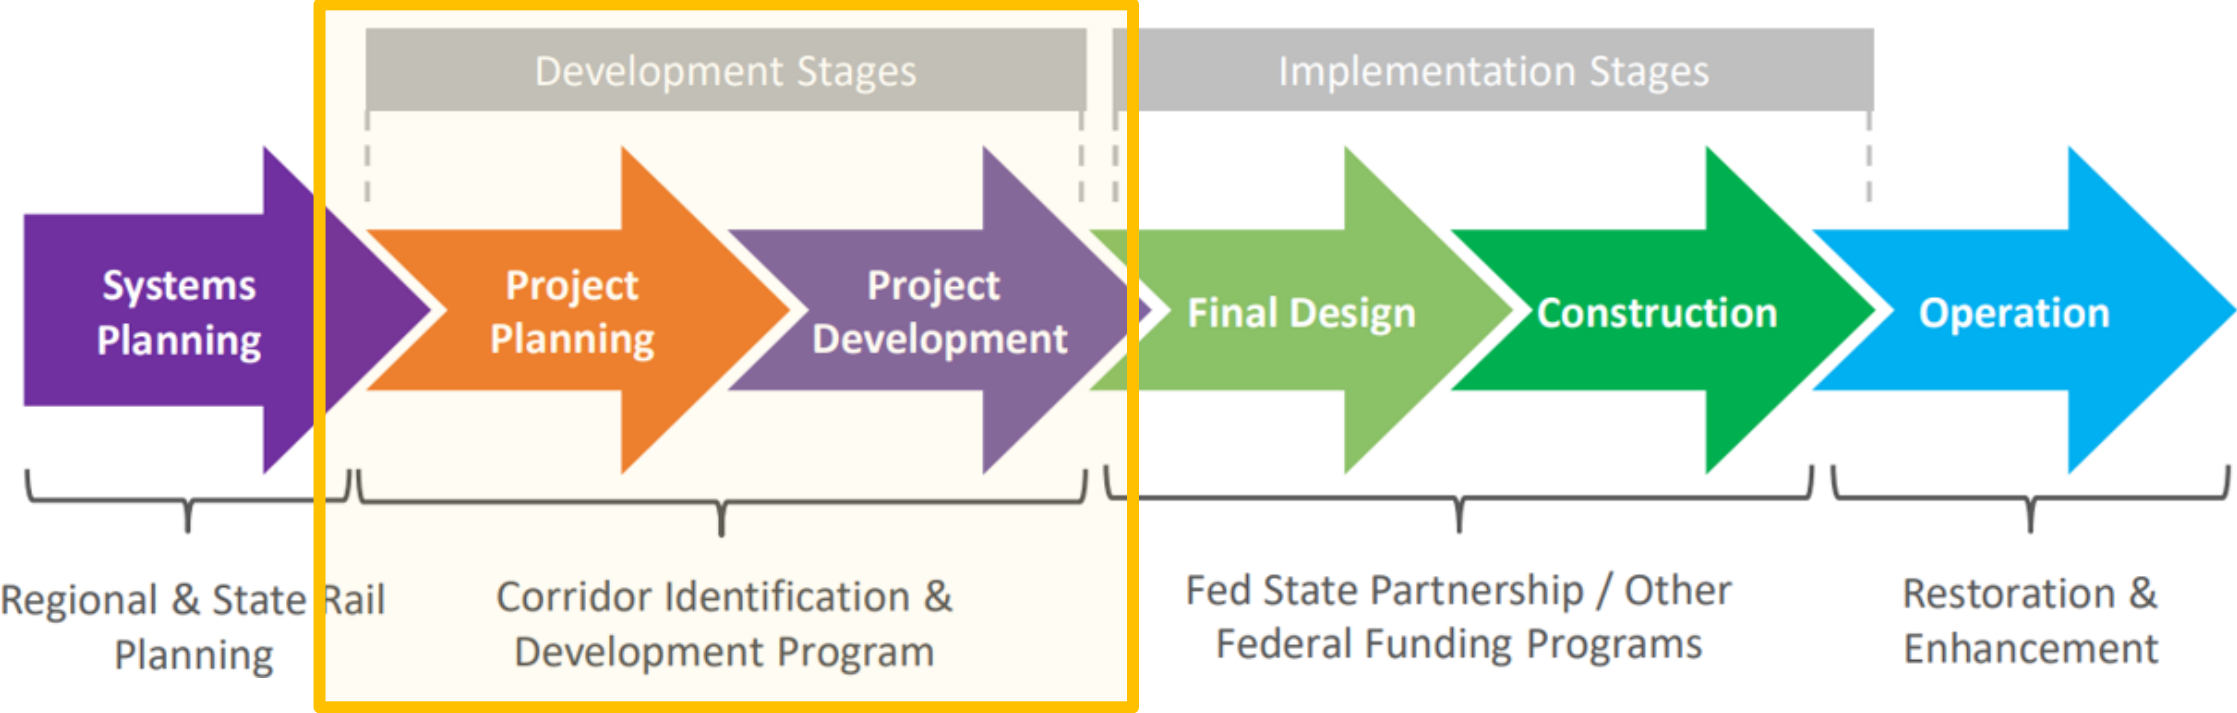 Development Stages
Implementation Stages
Systems
Planning
Project
Planning
Project
Development
Final Design
Construction
Operation
Regional & State Rail
Planning
Corridor Identification &
Development Program
Fed State Partnership / Other
Federal Funding Programs
Restoration &
Enhancement